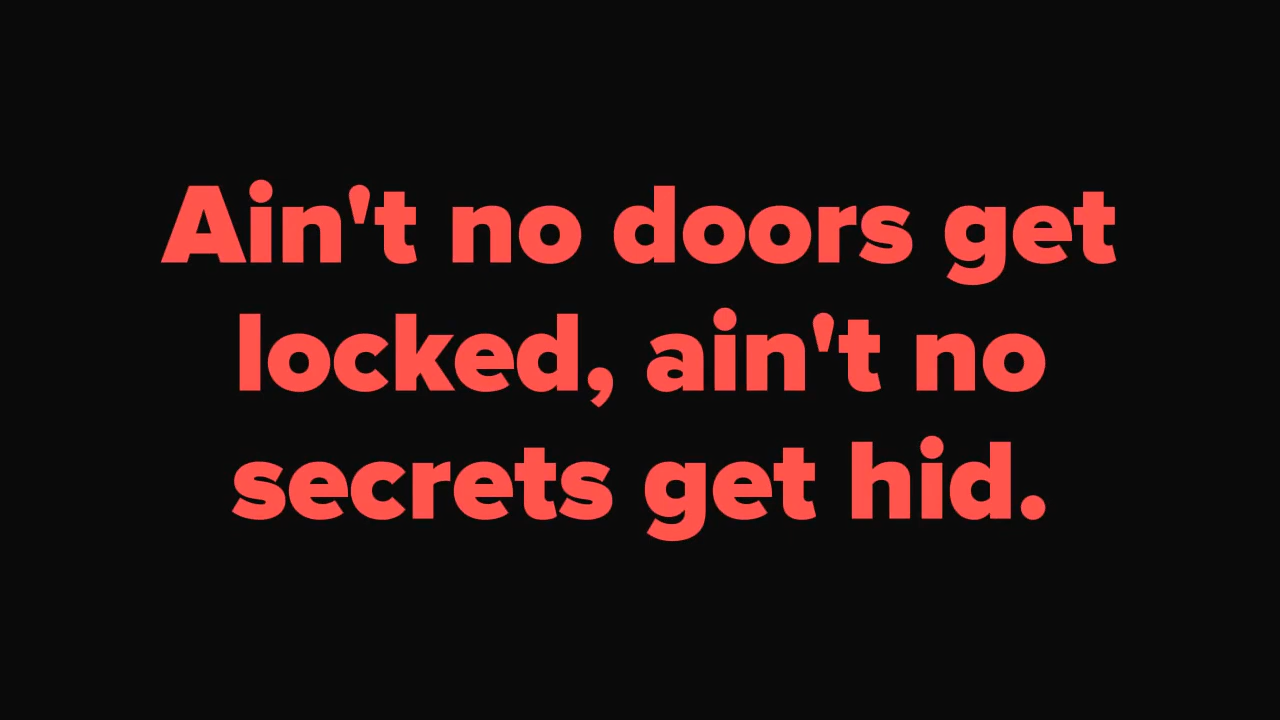 Ain't no doors get
locked, ain't no
secrets get hid.